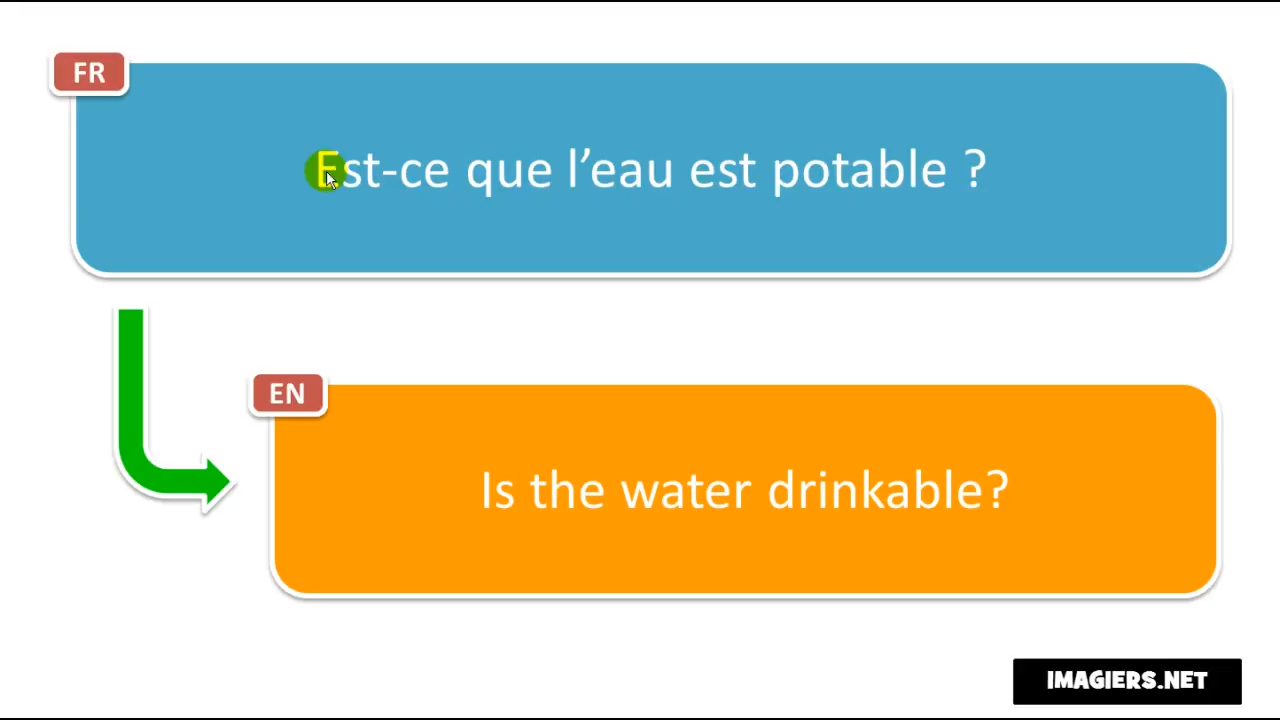 FR
Est-ce que l’eau est potable ?
EN
Is the water drinkable?
IMAGIERS.NET